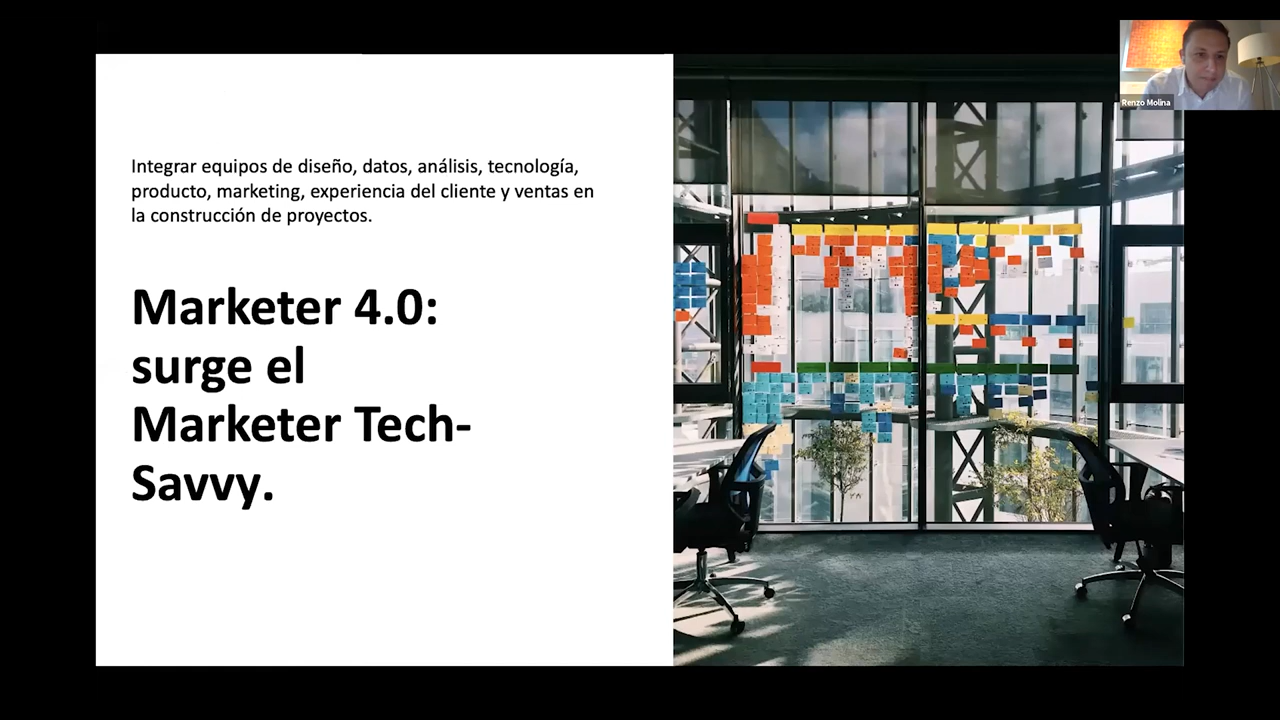 Integrar equipos de diseño, datos, análisis, tecnología,
producto, marketing, experiencia del cliente y ventas en
la construcción de proyectos.
Marketer 4.0:
surge el
Marketer Tech-
Savvy.
Renzo Molina